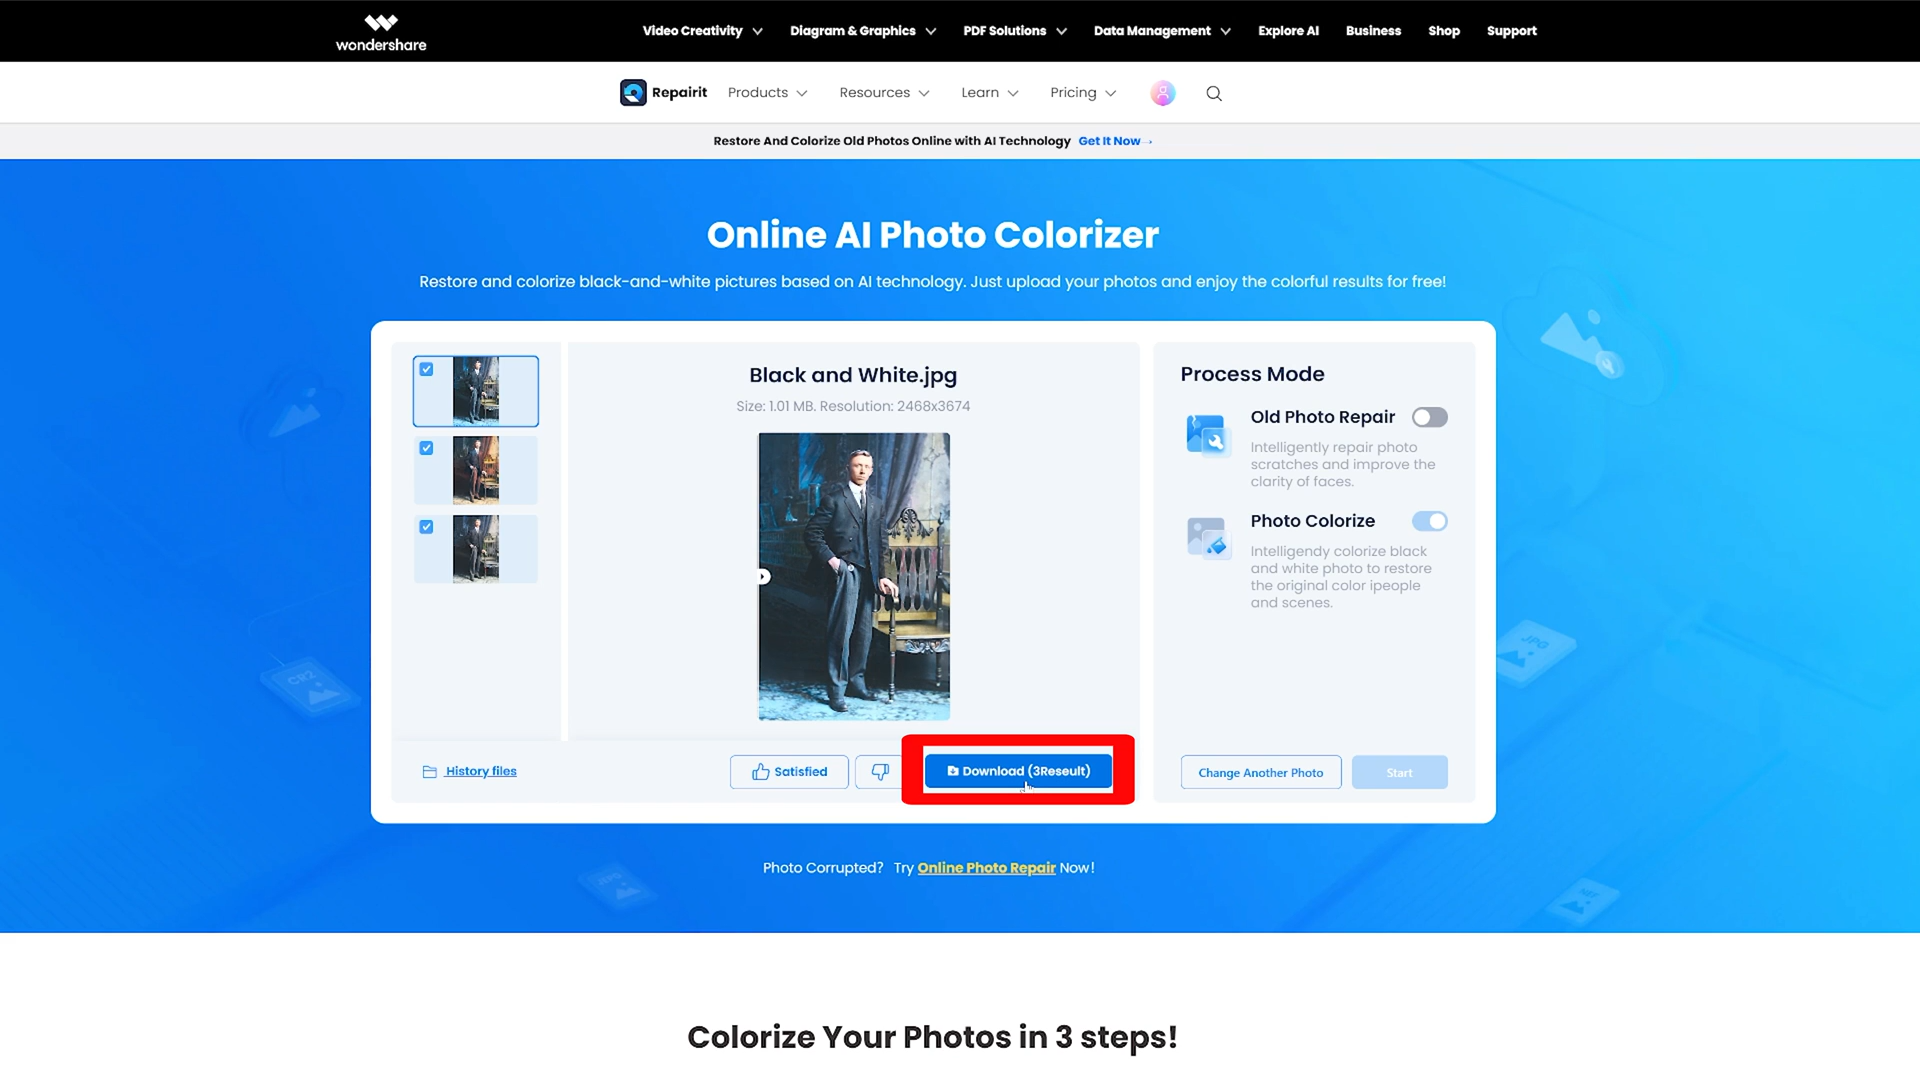 wondershare
Video Creativity
Diagram & Graphics
PDF Solutions
Data Management
Explore AI
Business
Shop
Support
Repairit
Products
Resources
Learn
Pricing
Restore And Colorize Old Photos Online with AI Technology Get It Now→
Online AI Photo Colorizer
Restore and colorize black-and-white pictures based on AI technology. Just upload your photos and enjoy the colorful results for free!
Black and White.jpg
Size: 1.01 MB. Resolution: 2468x3674
History files
Satisfied
Download (3Reseult)
Process Mode
Old Photo Repair
Intelligently repair photo
scratches and improve the
clarity of faces.
Photo Colorize
Intelligendy colorize black
and white photo to restore
the original color ipeople
and scenes.
Change Another Photo
Start
CR2
JPG
Photo Corrupted? Try Online Photo Repair Now!
Colorize Your Photos in 3 steps!